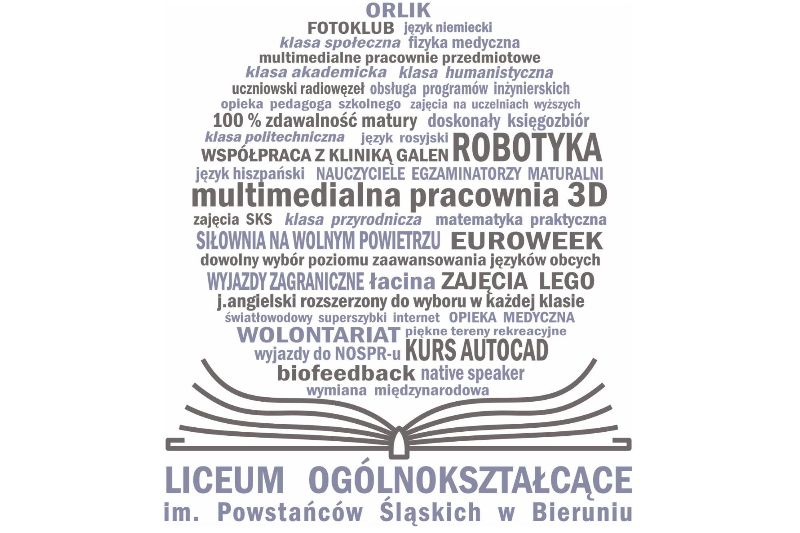 ORLIK
FOTOKLUB język niemiecki
klasa społeczna fizyka medyczna
multimedialne pracownie przedmiotowe
klasa akademicka klasa humanistyczna
uczniowski radiowęzeł obsługa programów inżynierskich
opieka pedagoga szkolnego zajęcia na uczelniach wyższych
100 % zdawalność matury doskonały księgozbiór
klasa politechniczna język rosyjski ROBOTYKA
WSPÓŁPRACA Z KLINIKĄ GALEN
język hiszpański NAUCZYCIELE EGZAMINATORZY MATURALNI
multimedialna pracownia 3D
zajęcia SKS klasa przyrodnicza matematyka praktyczna
SIŁOWNIA NA WOLNYM POWIETRZU EUROWEEK
dowolny wybór poziomu zaawansowania języków obcych
WYJAZDY ZAGRANICZNE łacina ZAJĘCIA LEGO
j.angielski rozszerzony do wyboru w każdej klasie
światłowodowy superszybki internet OPIEKA MEDYCZNA
WOLONTARIAT piękne tereny rekreacyjne
wyjazdy do NOSPR-u KURS AUTOCAD
biofeedback native speaker
wymiana międzynarodowa
LICEUM OGÓLNOKSZTAŁCĄCE
im. Powstańców Śląskich w Bieruniu